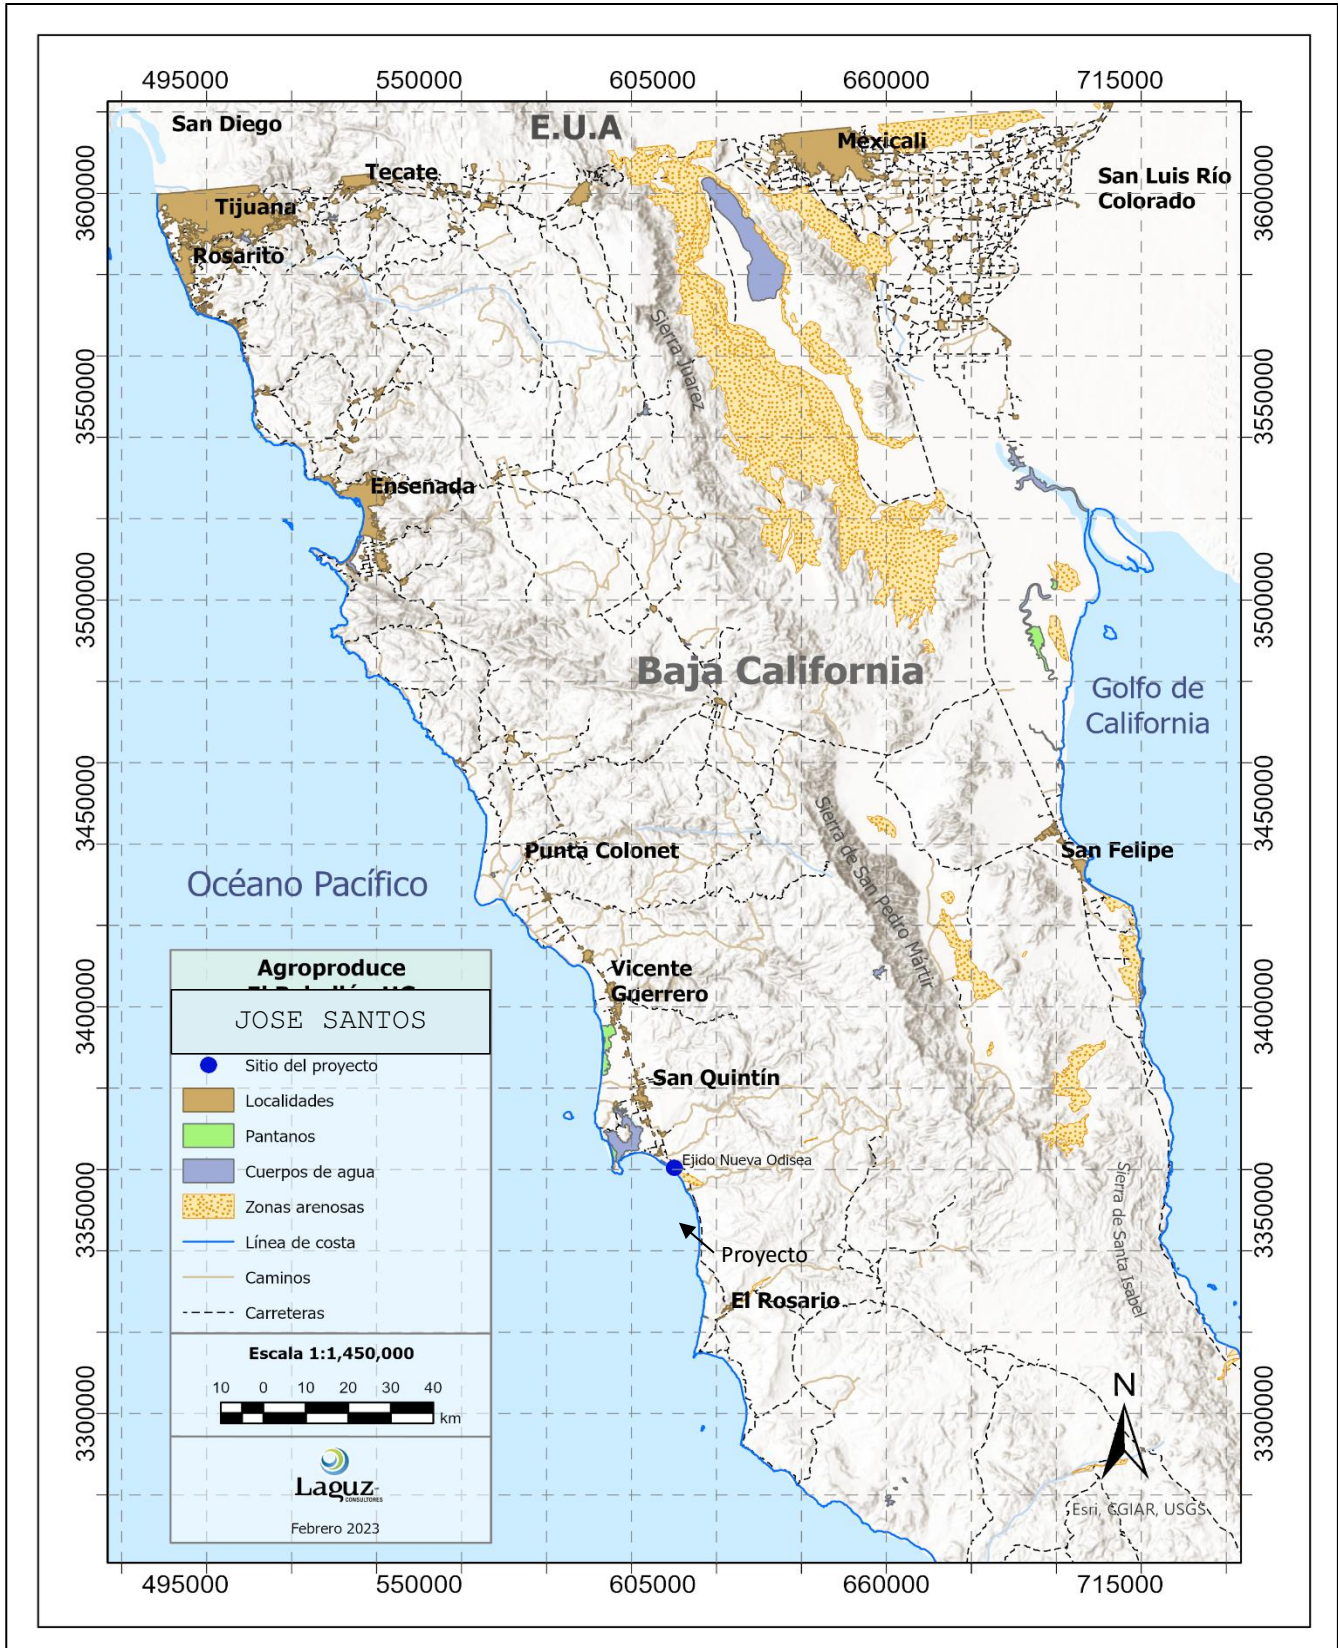 495000 550000 605000 660000 715000
San Diego
E.U.A
Mexicali
Tecate
San Luis Río
Colorado
Tijuana
Rosarito
3600000
3600000
Sierra Juárez
3550000
3550000
Ensenada
3500000
3500000
Baja California
Golfo de
California
3450000
3450000
Sierra de San Pedro Mártir
Punta Colonet
San Felipe
Océano Pacífico
Vicente
Guerrero
3400000
3400000
San Quintín
Ejido Nueva Odisea
3350000
3350000
Sierra de Santa Isabel
Proyecto
El Rosario
3300000
3300000
Agroproduce
JOSE SANTOS
Sitio del proyecto
Localidades
Pantanos
Cuerpos de agua
Zonas arenosas
Línea de costa
Caminos
Carreteras
Escala 1:1,450,000
10 0 10 20 30 40
km
Laguz
CONSULTORES
Febrero 2023
N
Esri, CGIAR, USGS
495000 550000 605000 660000 715000